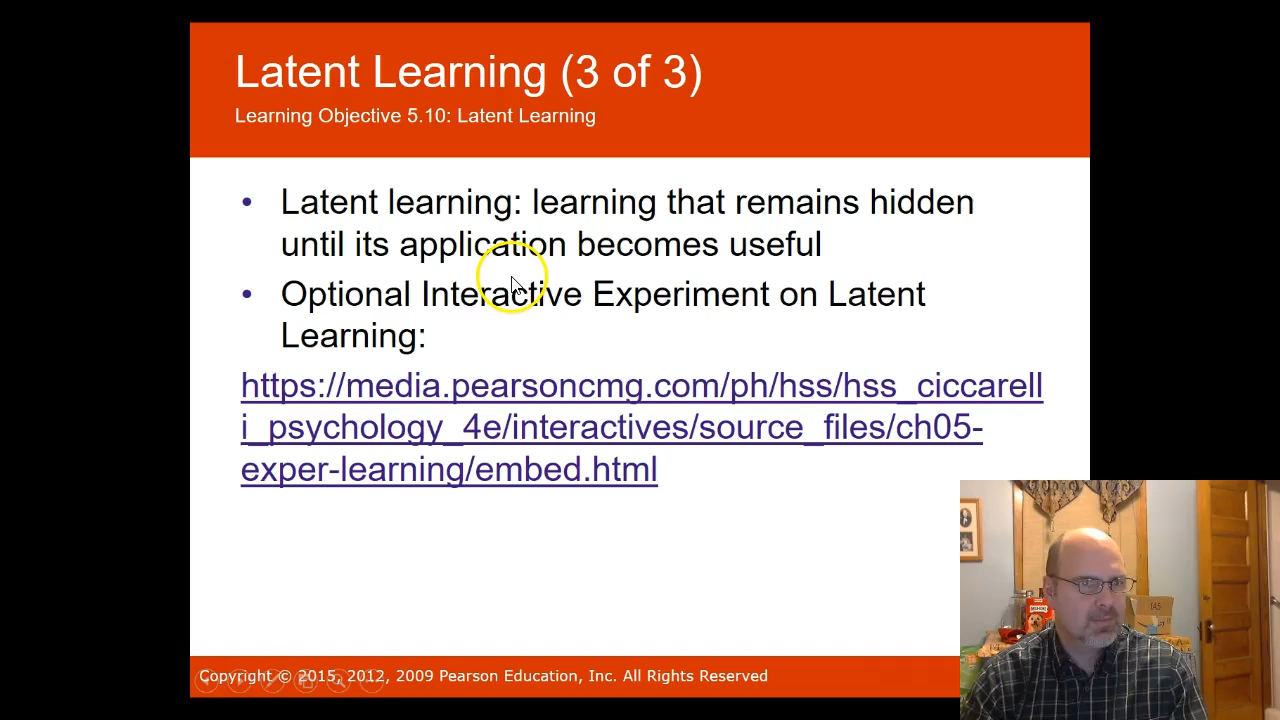 Latent Learning (3 of 3)
Learning Objective 5.10: Latent Learning
• Latent learning: learning that remains hidden
until its application becomes useful
• Optional Interactive Experiment on Latent
Learning:
https://media.pearsoncmg.com/ph/hss/hss_ciccarell
i_psychology_4e/interactives/source_files/ch05-
exper-learning/embed.html
Copyright © 2015, 2012, 2009 Pearson Education, Inc. All Rights Reserved